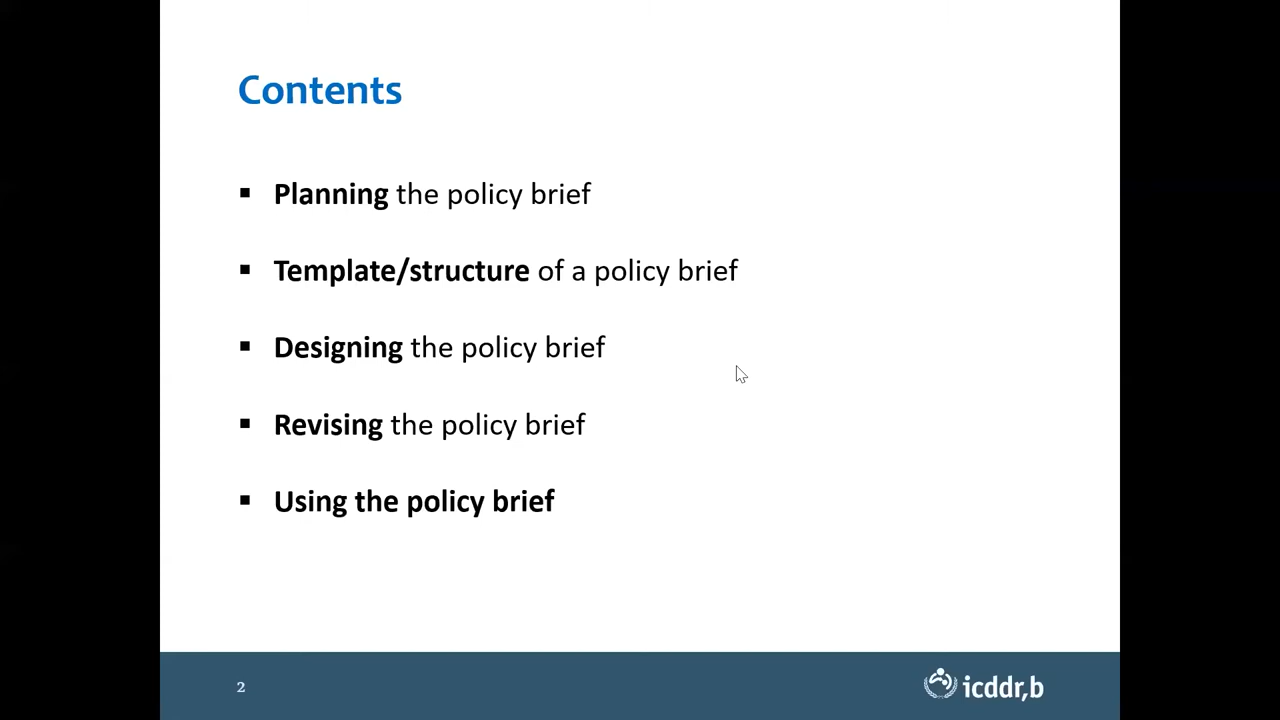 Contents
▪ Planning the policy brief
▪ Template/structure of a policy brief
▪ Designing the policy brief
▪ Revising the policy brief
▪ Using the policy brief
2
icddr,b